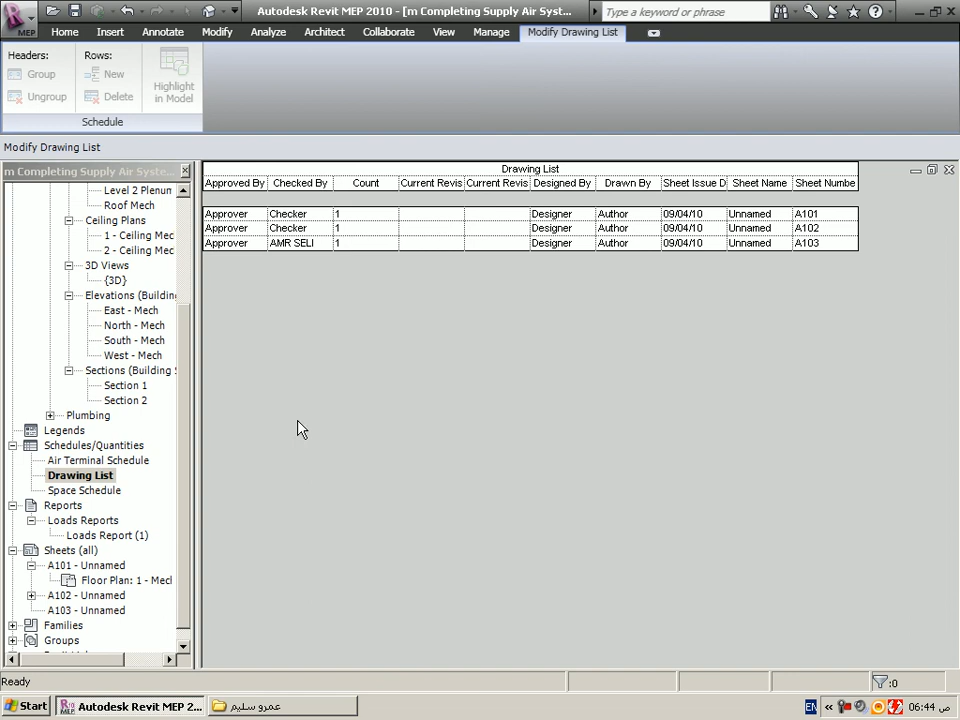 Autodesk Revit MEP 2010 - [m Completing Supply Air Syste...
Type a keyword or phrase
MEP
Home Insert Annotate Modify Analyze Architect Collaborate View Manage Modify Drawing List
Headers: Rows:
Group New Highlight in Model
Ungroup Delete
Schedule
Modify Drawing List
m Completing Supply Air Syste...
Level 2 Plenum
Roof Mech
Ceiling Plans
1 - Ceiling Mec
2 - Ceiling Mec
3D Views
{3D}
Elevations (Building
East - Mech
North - Mech
South - Mech
West - Mech
Sections (Building
Section 1
Section 2
Plumbing
Legends
Schedules/Quantities
Air Terminal Schedule
Drawing List
Space Schedule
Reports
Loads Reports
Loads Report (1)
Sheets (all)
A101 - Unnamed
Floor Plan: 1 - Mecl
A102 - Unnamed
A103 - Unnamed
Families
Groups
Drawing List
Approved By Checked By Count Current Revis Current Revis Designed By Drawn By Sheet Issue D Sheet Name Sheet Numbe
Approver Checker 1 Designer Author 09/04/10 Unnamed A101
Approver Checker 1 Designer Author 09/04/10 Unnamed A102
Approver AMR SELI 1 Designer Author 09/04/10 Unnamed A103
Ready
:0
Start Autodesk Revit MEP 2... عمرو سليم EN « 06:44 ص